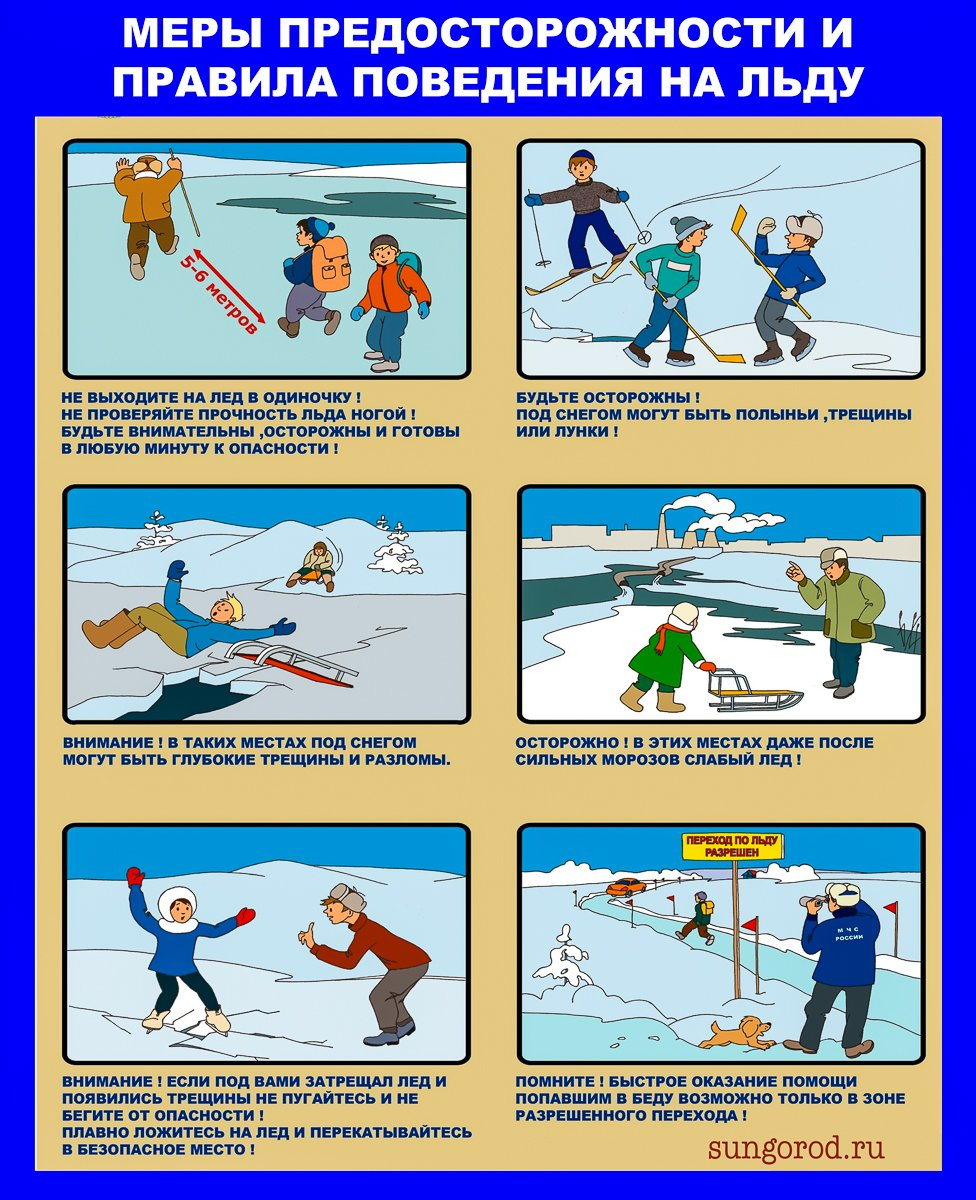 МЕРЫ ПРЕДОСТОРОЖНОСТИ И
ПРАВИЛА ПОВЕДЕНИЯ НА ЛЬДУ
5-6 метров
НЕ ВЫХОДИТЕ НА ЛЕД В ОДИНОЧКУ !
НЕ ПРОВЕРЯЙТЕ ПРОЧНОСТЬ ЛЬДА НОГОЙ !
БУДЬТЕ ВНИМАТЕЛЬНЫ ,ОСТОРОЖНЫ И ГОТОВЫ
В ЛЮБУЮ МИНУТУ К ОПАСНОСТИ !
БУДЬТЕ ОСТОРОЖНЫ !
ПОД СНЕГОМ МОГУТ БЫТЬ ПОЛЫНЬИ ,ТРЕЩИНЫ
ИЛИ ЛУНКИ !
ВНИМАНИЕ ! В ТАКИХ МЕСТАХ ПОД СНЕГОМ
МОГУТ БЫТЬ ГЛУБОКИЕ ТРЕЩИНЫ И РАЗЛОМЫ.
ОСТОРОЖНО ! В ЭТИХ МЕСТАХ ДАЖЕ ПОСЛЕ
СИЛЬНЫХ МОРОЗОВ СЛАБЫЙ ЛЕД !
ВНИМАНИЕ ! ЕСЛИ ПОД ВАМИ ЗАТРЕЩАЛ ЛЕД И
ПОЯВИЛИСЬ ТРЕЩИНЫ НЕ ПУГАЙТЕСЬ И НЕ
БЕГИТЕ ОТ ОПАСНОСТИ !
ПЛАВНО ЛОЖИТЕСЬ НА ЛЕД И ПЕРЕКАТЫВАЙТЕСЬ
В БЕЗОПАСНОЕ МЕСТО !
ПЕРЕХОД ПО ЛЬДУ
РАЗРЕШЕН
М Ч С
РОССИИ
ПОМНИТЕ ! БЫСТРОЕ ОКАЗАНИЕ ПОМОЩИ
ПОПАВШИМ В БЕДУ ВОЗМОЖНО ТОЛЬКО В ЗОНЕ
РАЗРЕШЕННОГО ПЕРЕХОДА !
sungorod.ru